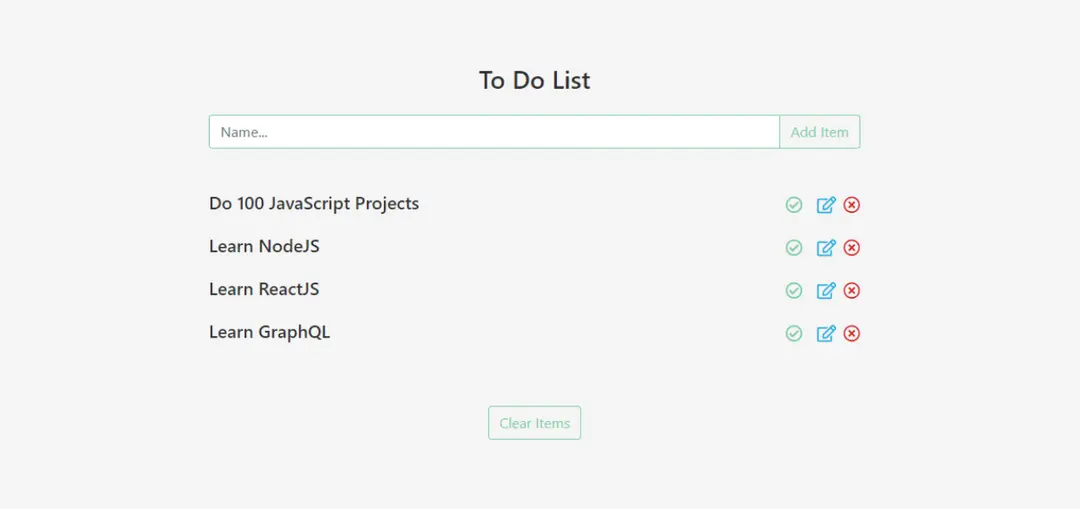 To Do List
Name...
Add Item
Do 100 JavaScript Projects
Learn NodeJS
Learn ReactJS
Learn GraphQL
Clear Items